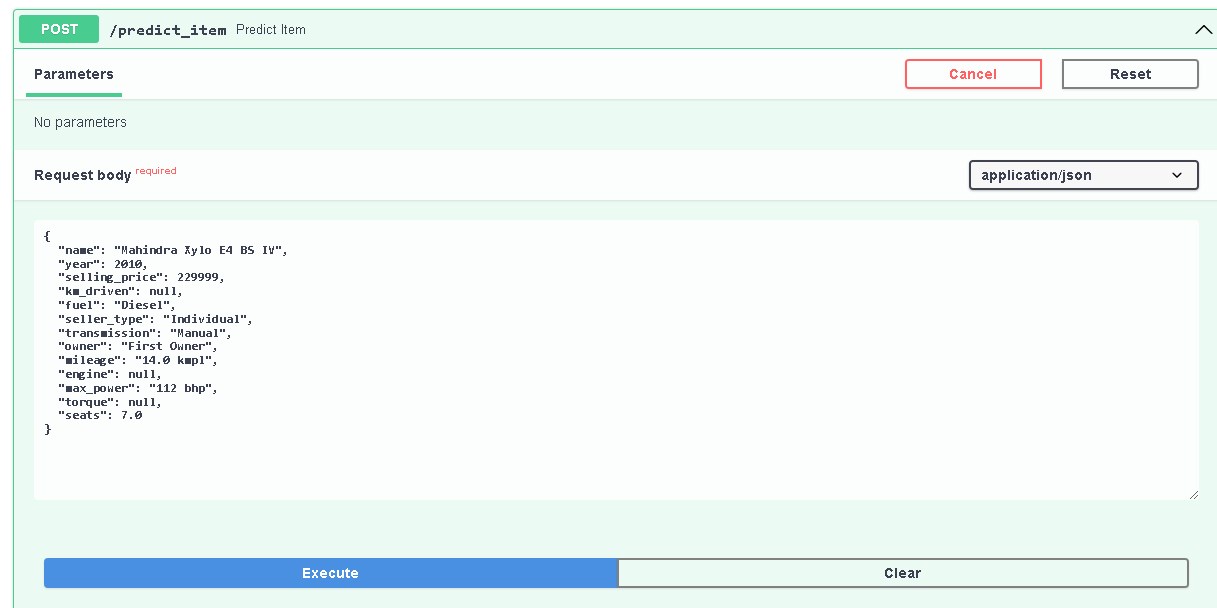 POST /predict_item Predict Item
Parameters
Cancel
Reset
No parameters
Request body required
application/json
{
  "name": "Mahindra Xylo E4 BS IV",
  "year": 2010,
  "selling_price": 229999,
  "km_driven": null,
  "fuel": "Diesel",
  "seller_type": "Individual",
  "transmission": "Manual",
  "owner": "First Owner",
  "mileage": "14.0 kmpl",
  "engine": null,
  "max_power": "112 bhp",
  "torque": null,
  "seats": 7.0
}
Execute
Clear